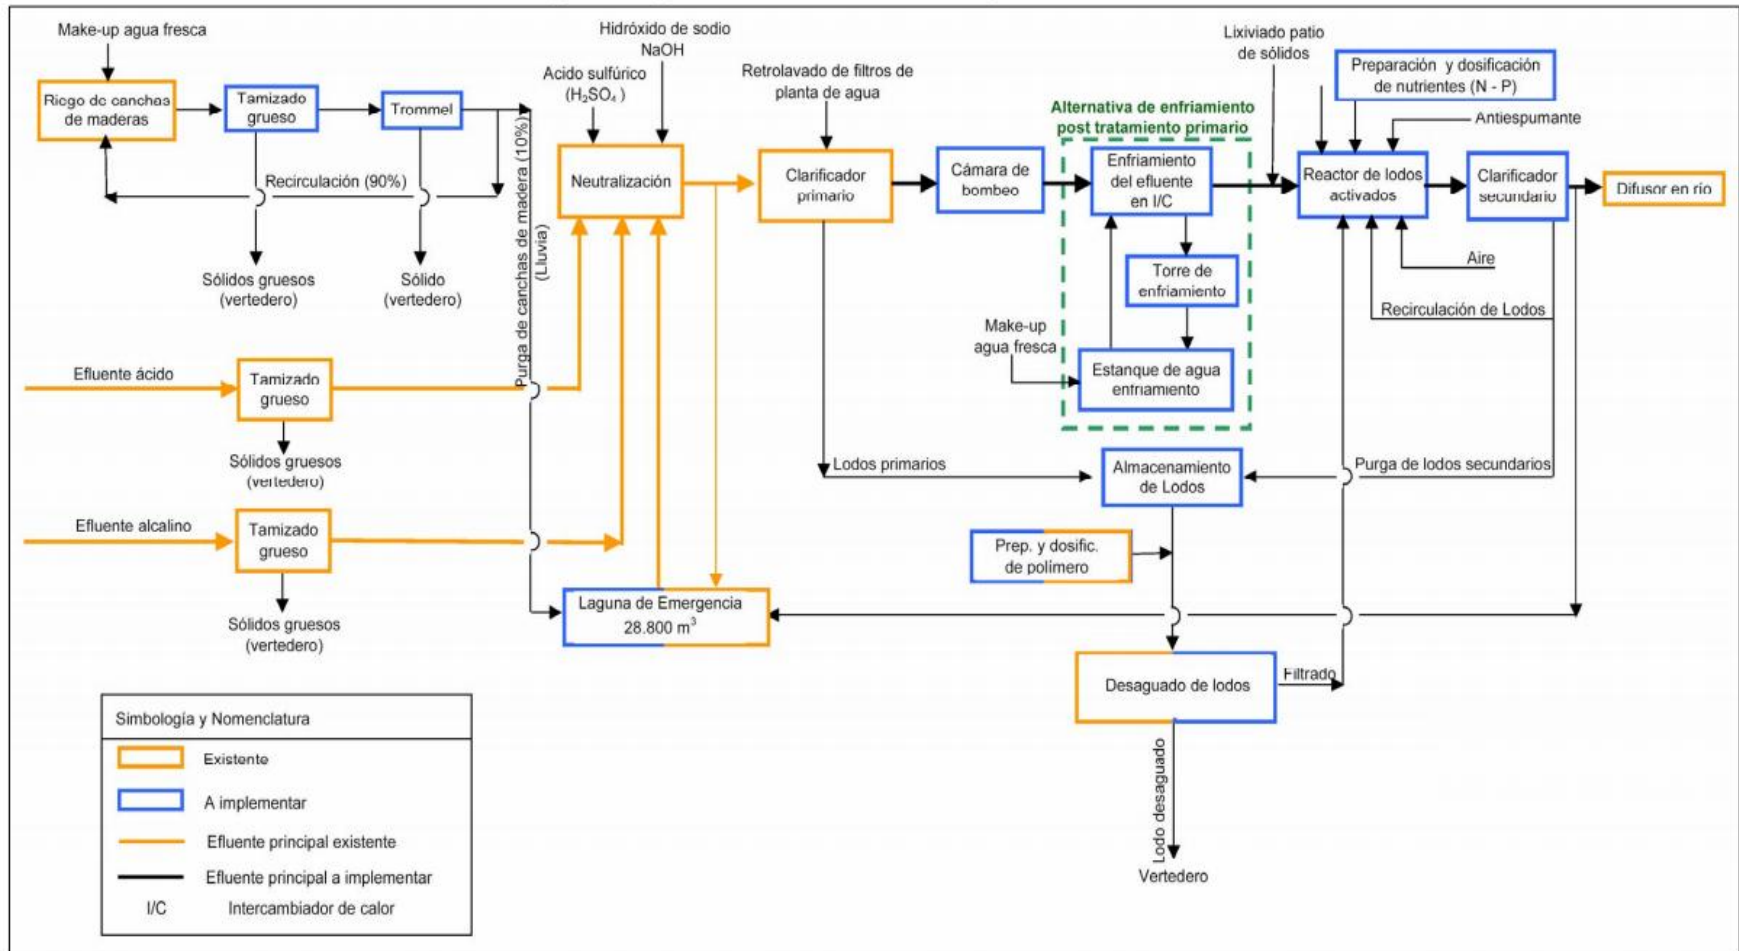 Make-up agua fresca
Riego de canchas
de maderas
Tamizado
grueso
Trommel
Recirculación (90%)
Sólidos gruesos
(vertedero)
Sólido
(vertedero)
Purga de canchas de madera (10%)
(Lluvia)
Hidróxido de sodio
NaOH
Acido sulfúrico
(H₂SO₄ )
Neutralización
Retrolavado de filtros de
planta de agua
Clarificador
primario
Cámara de
bombeo
Alternativa de enfriamiento
post tratamiento primario
Enfriamiento
del efluente
en I/C
Torre de
enfriamiento
Make-up
agua fresca
Estanque de agua
enfriamiento
Lixiviado patio
de sólidos
Preparación y dosificación
de nutrientes (N - P)
Antiespumante
Reactor de lodos
activados
Clarificador
secundario
Difusor en río
Aire
Recirculación de Lodos
Efluente ácido
Tamizado
grueso
Sólidos gruesos
(vertedero)
Lodos primarios
Almacenamiento
de Lodos
Purga de lodos secundarios
Efluente alcalino
Tamizado
grueso
Sólidos gruesos
(vertedero)
Prep. y dosific.
de polímero
Laguna de Emergencia
28.800 m³
Desaguado de lodos
Filtrado
Lodo desaguado
Vertedero
Simbología y Nomenclatura
Existente
A implementar
Efluente principal existente
Efluente principal a implementar
I/C Intercambiador de calor